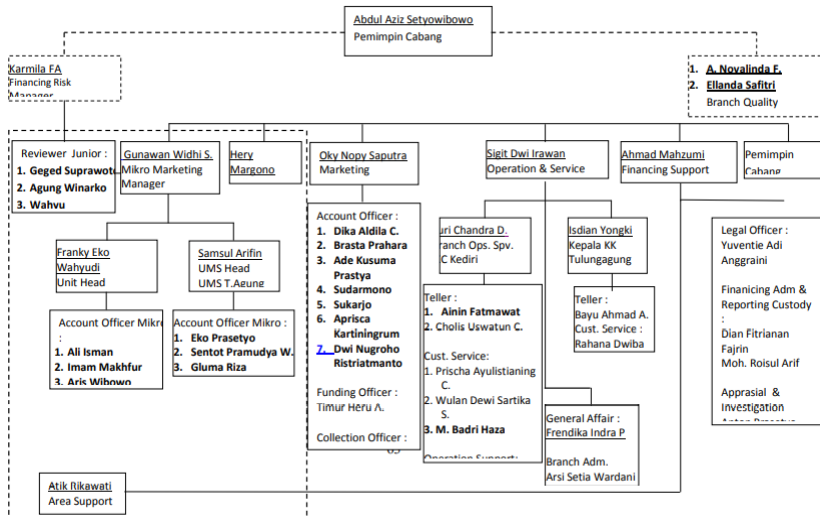 Abdul Aziz Setyowibowo
Pemimpin Cabang
Karmila FA
Financing Risk
Manager
1. A. Novalinda F.
2. Ellanda Safitri
Branch Quality
Reviewer Junior :
1. Geged Suprawot
2. Agung Winarko
3. Wahyu
Gunawan Widhi S.
Mikro Marketing
Manager
Hery
Margono
Oky Nopy Saputra
Marketing
Sigit Dwi Irawan
Operation & Service
Ahmad Mahzumi
Financing Support
Pemimpin
Cabang
Franky Eko
Wahyudi
Unit Head
Samsul Arifin
UMS Head
UMS T.Agung
Account Officer Mikro
:
1. Ali Isman
2. Imam Makhfur
3. Aris Wibowo
Account Officer Mikro :
1. Eko Prasetyo
2. Sentot Pramudya W.
3. Gluma Riza
Account Officer :
1. Dika Aldila C.
2. Brasta Prahara
3. Ade Kusuma
Prastya
4. Sudarmono
5. Sukarjo
6. Aprisca
Kartiningrum
7. Dwi Nugroho
Ristriatmanto
Funding Officer :
Timur Heru A.
Collection Officer :
uri Chandra D.
ranch Ops. Spv.
C Kediri
Isdian Yongki
Kepala KK
Tulungagung
Teller :
1. Ainin Fatmawat
2. Cholis Uswatun C.
Cust. Service:
1. Prischa Ayulistianing
C.
2. Wulan Dewi Sartika
S.
3. M. Badri Haza
Operation Support:
Teller :
Bayu Ahmad A.
Cust. Service :
Rahana Dwiba
General Affair :
Frendika Indra P
Branch Adm.
Arsi Setia Wardani
Legal Officer :
Yuventie Adi
Anggraini
Financing Adm &
Reporting Custody
:
Dian Fitrianan
Fajrin
Moh. Roisul Arif
Apprasial &
Investigation
Atik Rikawati
Area Support